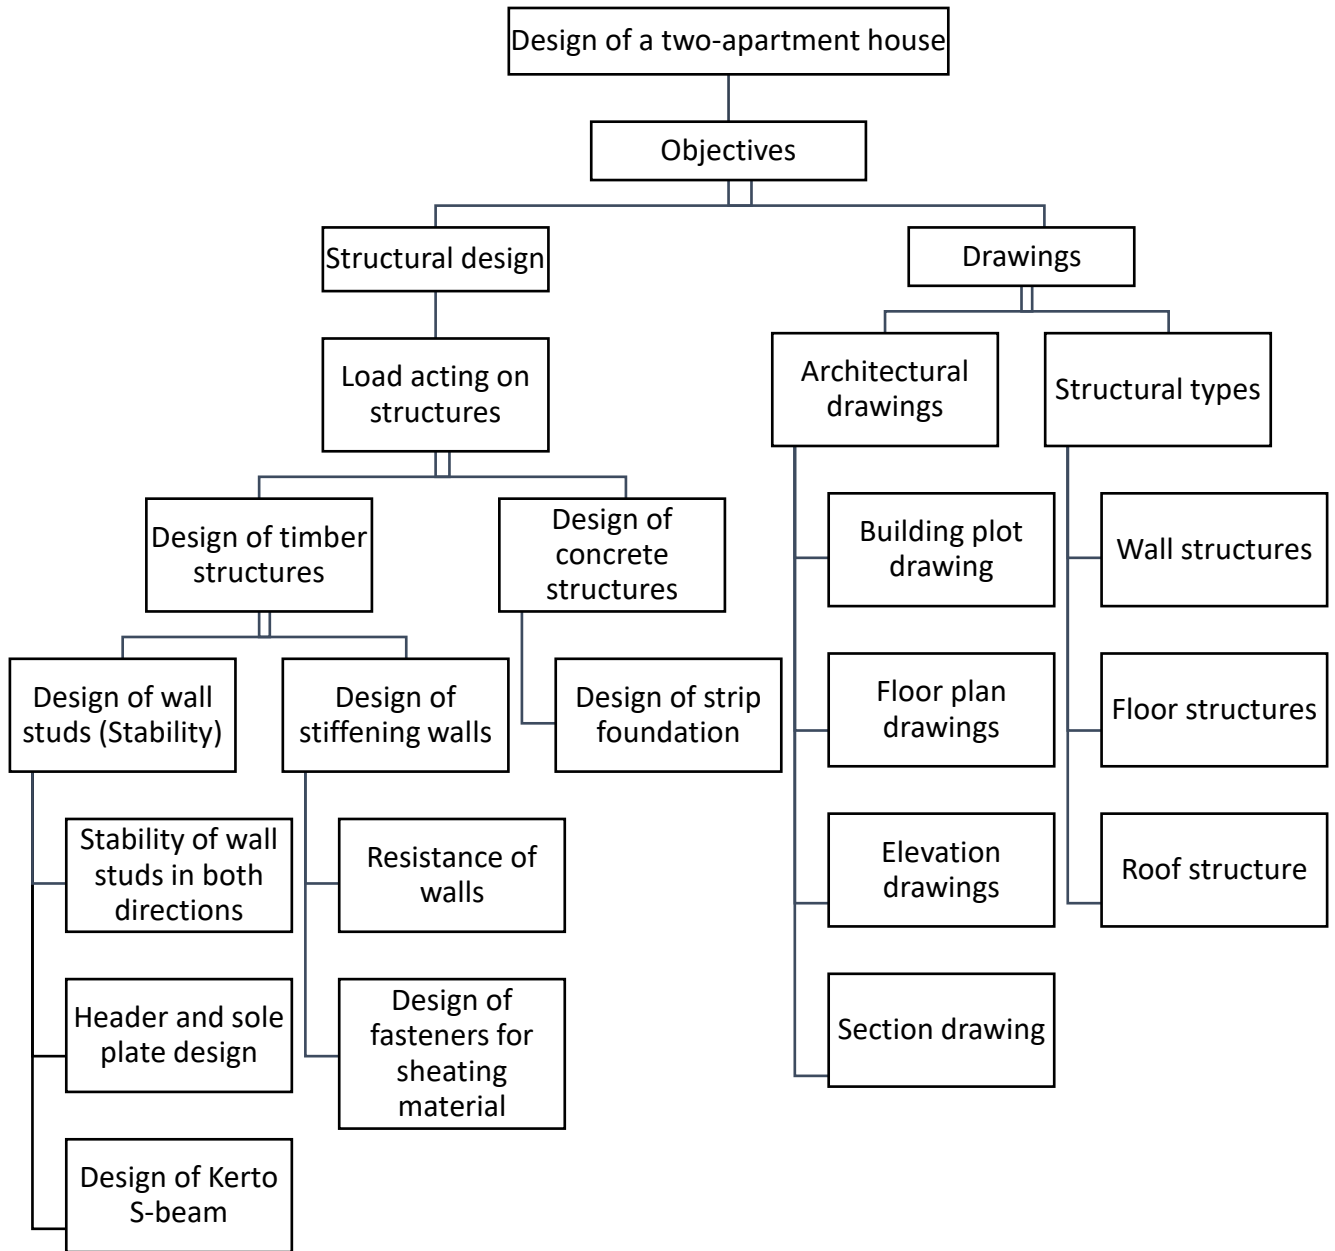 Design of a two-apartment house
Objectives
Structural design
Drawings
Load acting on
structures
Architectural
drawings
Structural types
Design of timber
structures
Design of
concrete
structures
Building plot
drawing
Wall structures
Design of wall
studs (Stability)
Design of
stiffening walls
Design of strip
foundation
Floor plan
drawings
Floor structures
Stability of wall
studs in both
directions
Resistance of
walls
Elevation
drawings
Roof structure
Header and sole
plate design
Design of
fasteners for
sheating
material
Section drawing
Design of Kerto
S-beam